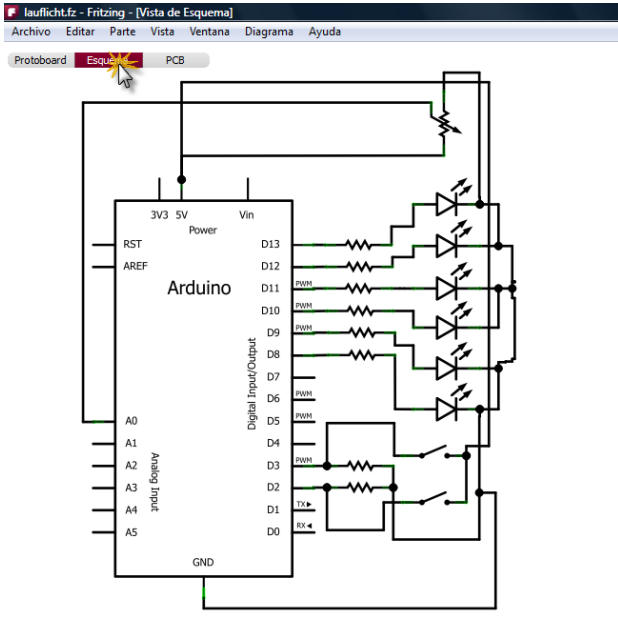 lauflicht.fz - Fritzing - [Vista de Esquema]
Archivo Editar Parte Vista Ventana Diagrama Ayuda
Protoboard Esquema PCB
3V3 5V Vin
Power
RST D13
AREF D12
Arduino D11 PWM
D10 PWM
D9 PWM
D8
D7
D6 PWM
Digital Input/Output
A0 D5 PWM
A1 D4
A2 D3 PWM
A3 D2
Analog Input
A4 D1 TX
A5 D0 RX
GND